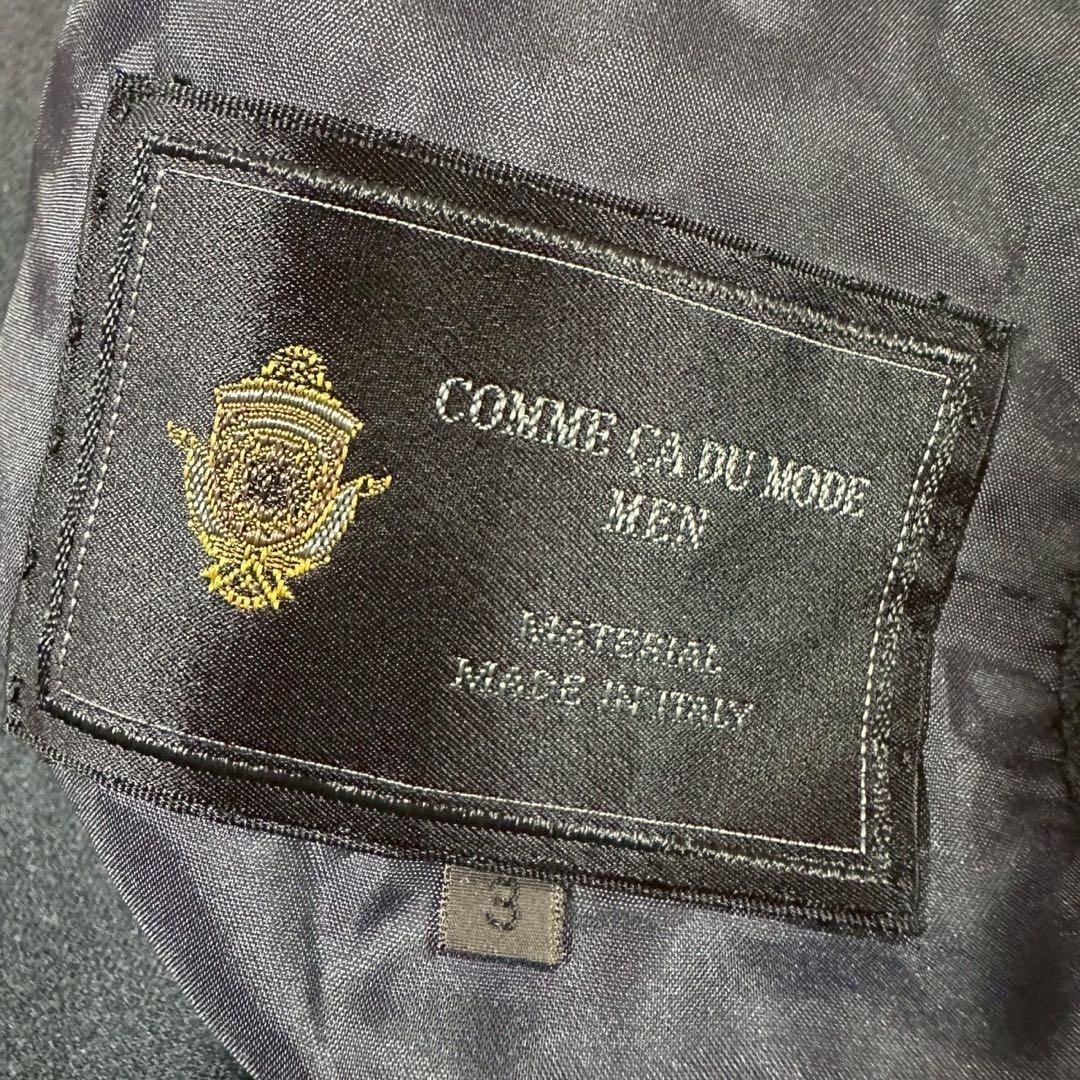 COMME ÇA DU MODE
MEN
MATERIAL
MADE IN ITALY
3